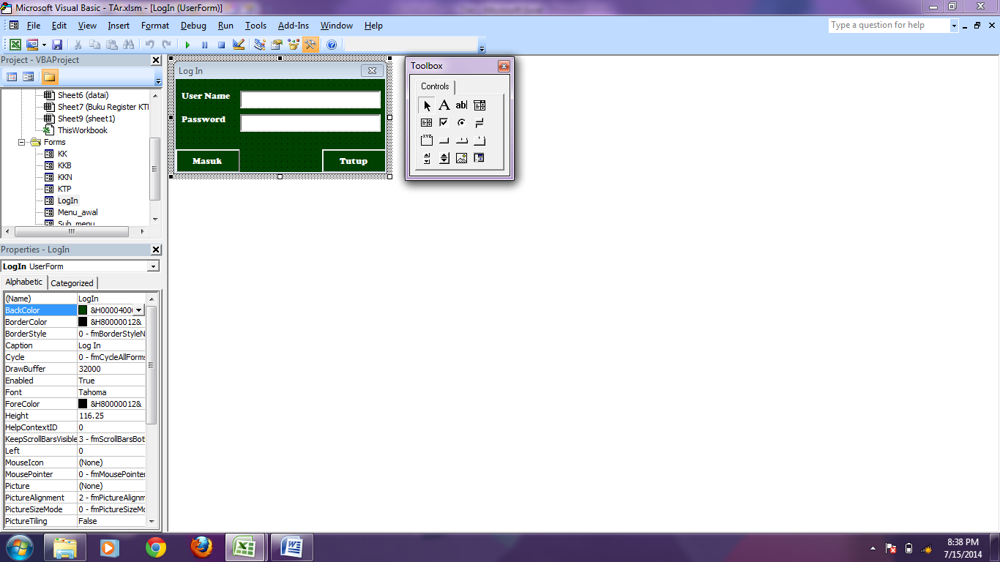 Microsoft Visual Basic - TAr.xlsm - [LogIn (UserForm)]
File Edit View Insert Format Debug Run Tools Add-Ins Window Help
Type a question for help
Project - VBAProject
Sheet6 (datai)
Sheet7 (Buku Register KTP
Sheet9 (sheet1)
ThisWorkbook
Forms
KK
KKB
KKN
KTP
LogIn
Menu_awal
Sub_menu
Properties - LogIn
LogIn UserForm
Alphabetic Categorized
(Name) LogIn
BackColor &H0000400
BorderColor &H80000012&
BorderStyle 0 - fmBorderStyleN
Caption Log In
Cycle 0 - fmCycleAllForms
DrawBuffer 32000
Enabled True
Font Tahoma
ForeColor &H80000012&
Height 116.25
HelpContextID 0
KeepScrollBarsVisible 3 - fmScrollBarsBot
Left 0
MouseIcon (None)
MousePointer 0 - fmMousePointer
Picture (None)
PictureAlignment 2 - fmPictureAlignm
PictureSizeMode 0 - fmPictureSizeMo
PictureTiling False
Log In
User Name
Password
Masuk Tutup
Toolbox
Controls
A ab|
XYZ
8:38 PM
7/15/2014